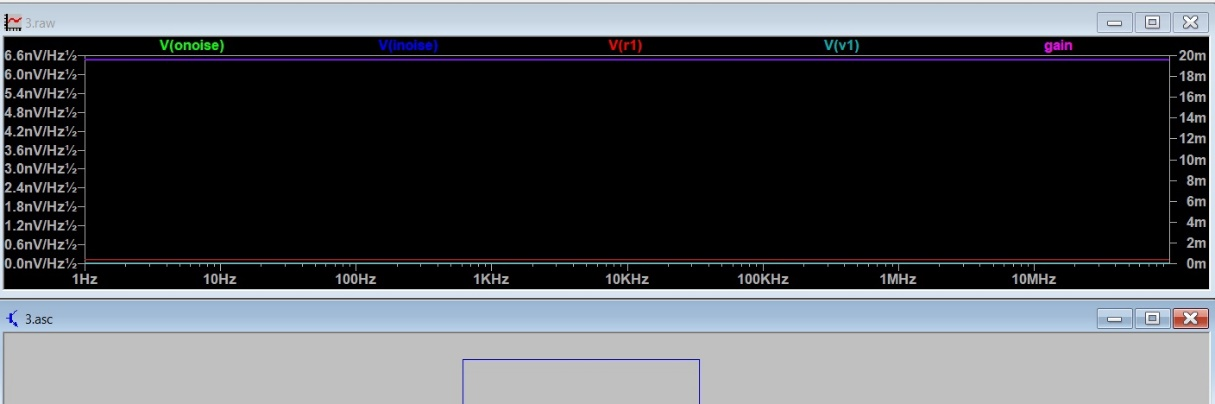 3.raw
V(onoise) V(inoise) V(r1) V(v1) gain
6.6nV/Hz½ 20m
6.0nV/Hz½ 18m
5.4nV/Hz½ 16m
4.8nV/Hz½ 14m
4.2nV/Hz½ 12m
3.6nV/Hz½ 10m
3.0nV/Hz½ 8m
2.4nV/Hz½ 6m
1.8nV/Hz½ 4m
1.2nV/Hz½ 2m
0.6nV/Hz½ 0m
0.0nV/Hz½
1Hz 10Hz 100Hz 1KHz 10KHz 100KHz 1MHz 10MHz
3.asc